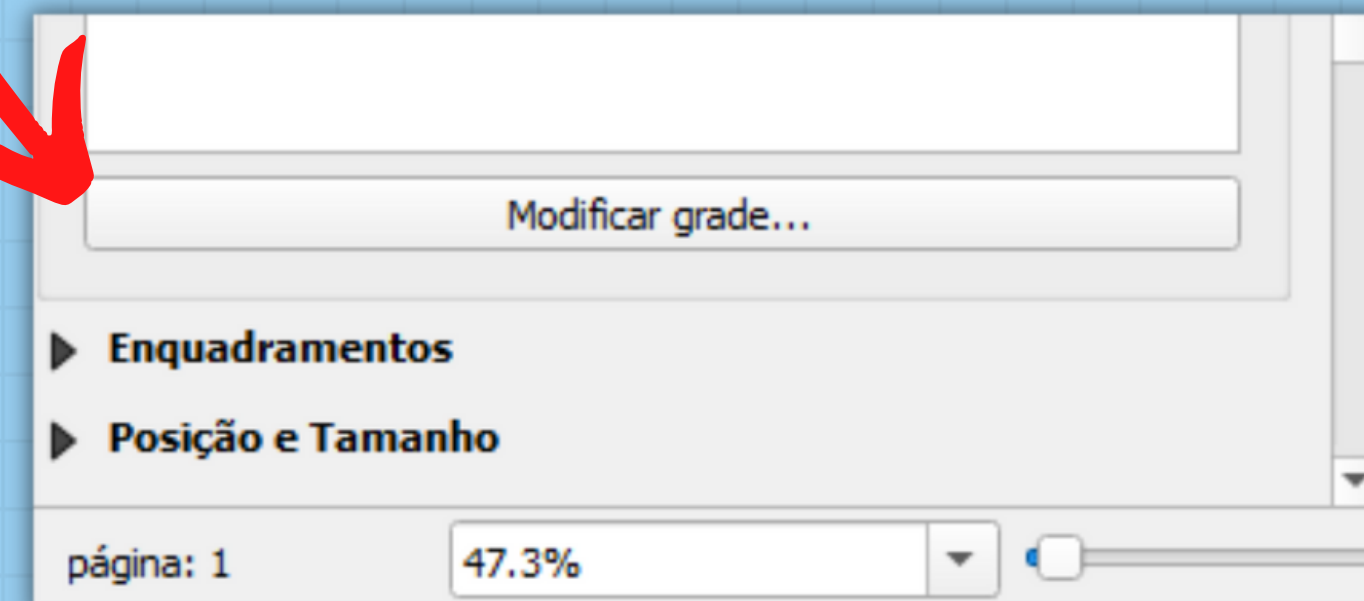 Modificar grade...
Enquadramentos
Posição e Tamanho
página: 1
47.3%